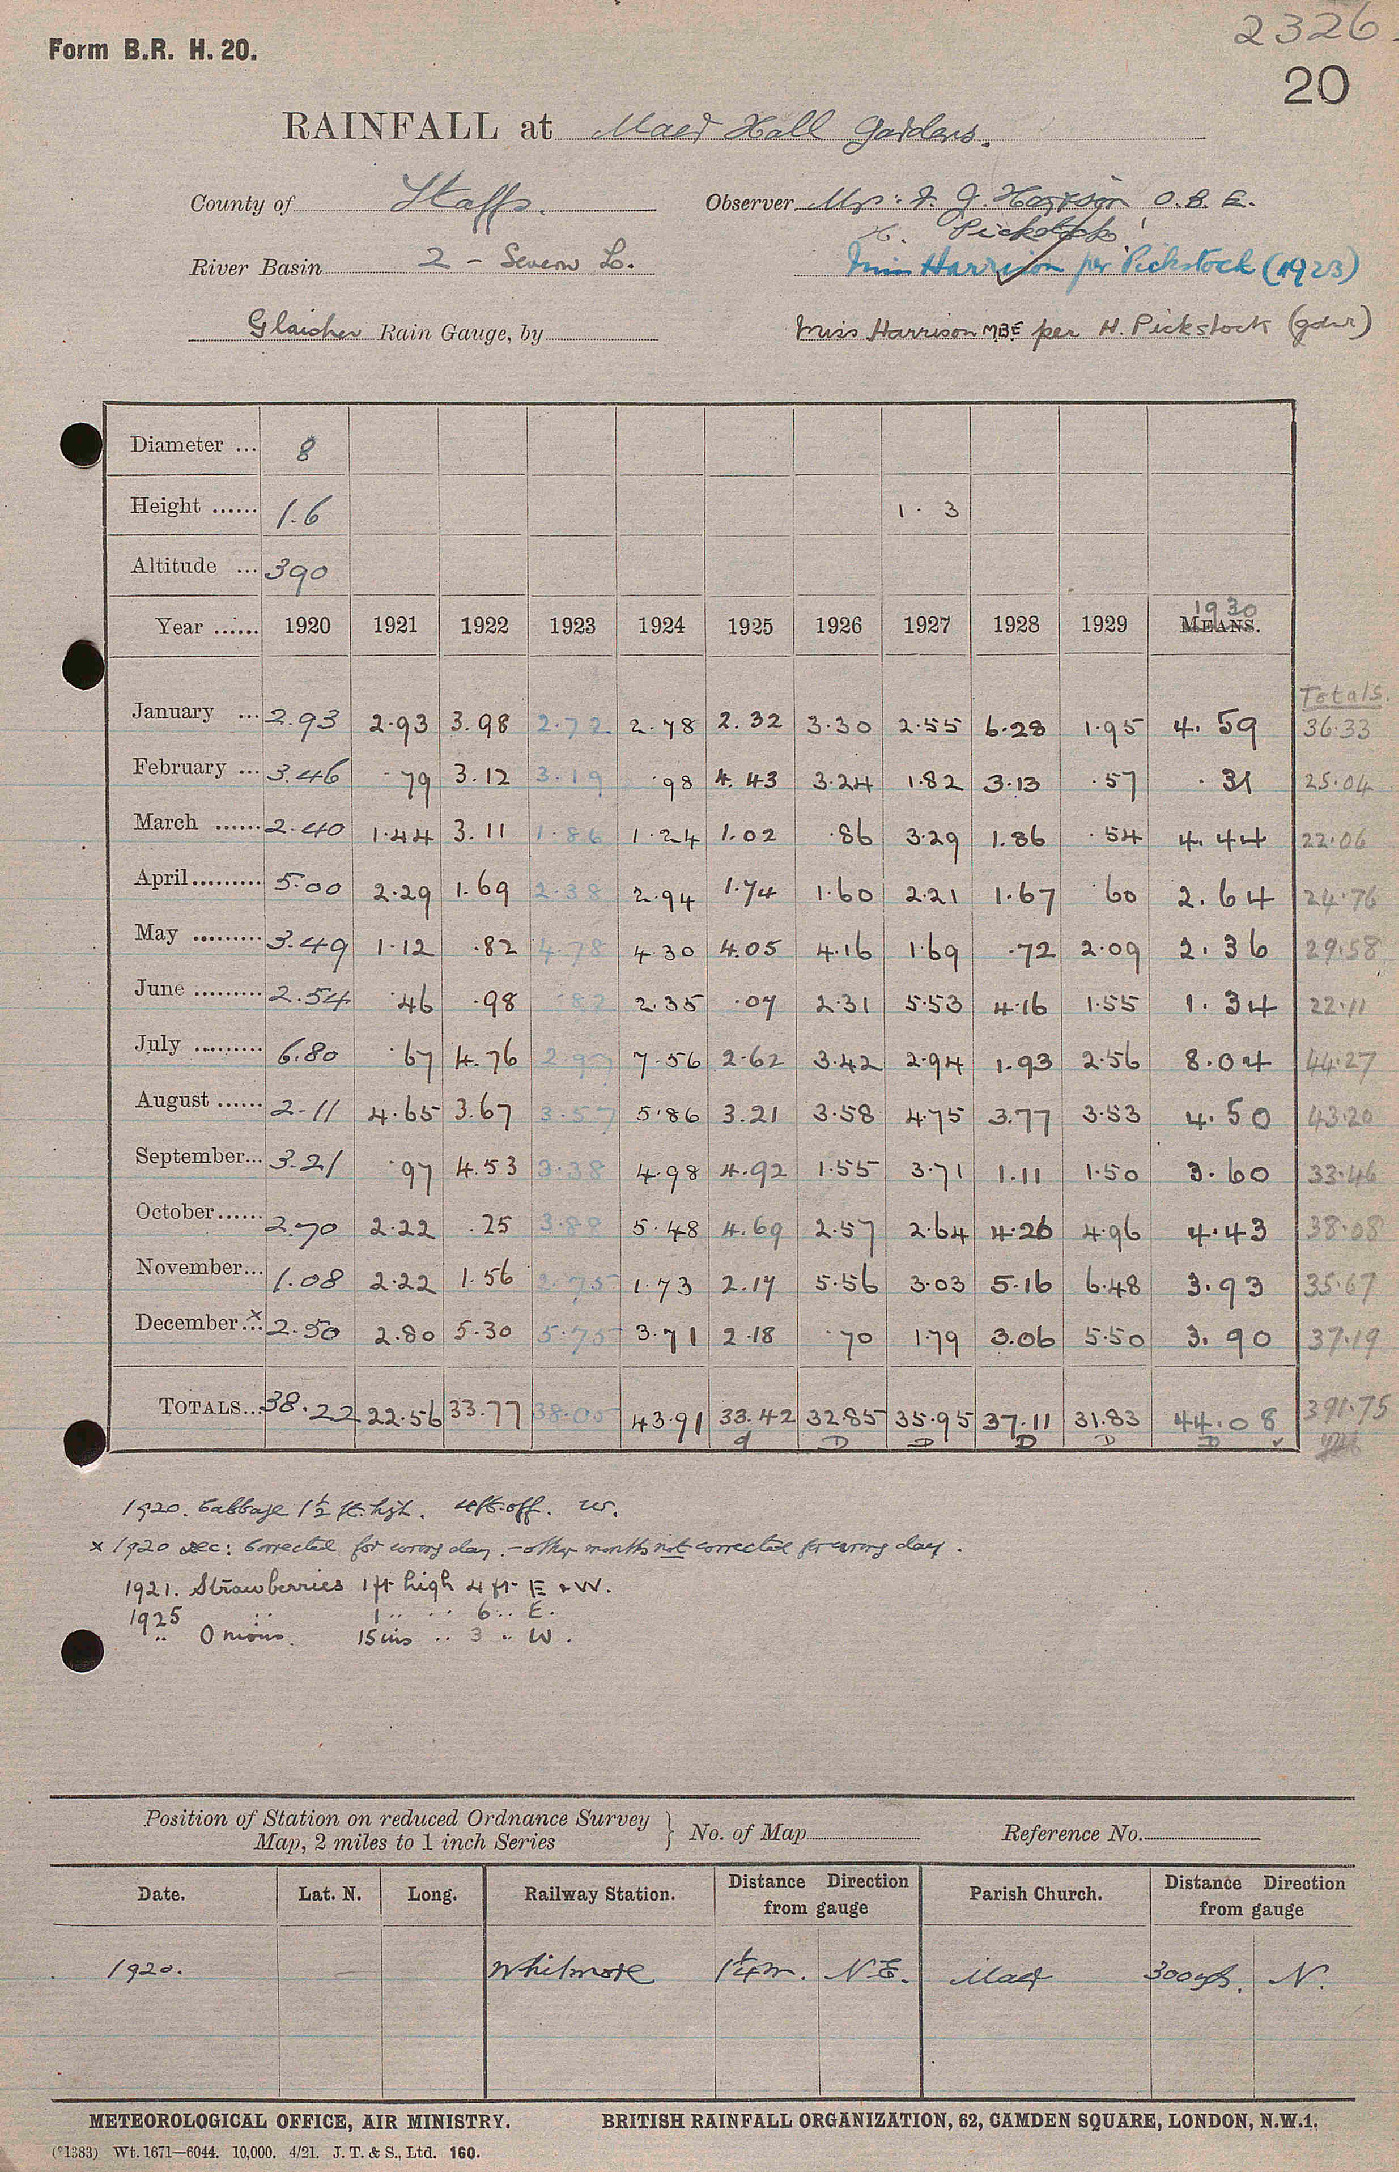 2326.
Form B.R. H. 20.
20
RAINFALL at Maer Hall Gardens.
County of Staffs. Observer Mrs. F. J. Harrison, O.B.E.
H. Pickstock
River Basin 2 - Severn L. Miss Harrison per Pickstock (1923)
Glaisher Rain Gauge, by Miss Harrison MBE per H. Pickstock (gdnr)
Diameter ... 8
Height ...... 1.6 1.3
Altitude ... 390
Year ...... 1920 1921 1922 1923 1924 1925 1926 1927 1928 1929 MEANS. 1930
Totals.
January ... 2.93 2.93 3.98 2.72 2.78 2.32 3.30 2.55 6.28 1.95 4.59 36.33
February ... 3.46 .79 3.12 3.19 .98 4.43 3.24 1.82 3.13 .57 .31 25.04
March ...... 2.40 1.44 3.11 1.86 1.24 1.02 .86 3.29 1.86 .54 4.44 22.06
April ......... 5.00 2.29 1.69 2.38 2.94 1.74 1.60 2.21 1.67 .60 2.64 24.76
May ......... 3.49 1.12 .82 4.78 4.30 4.05 4.16 1.69 .72 2.09 2.36 29.58
June ......... 2.54 .46 .98 .82 2.35 .07 2.31 5.53 4.16 1.55 1.34 22.11
July ......... 6.80 .67 4.76 2.97 7.56 2.62 3.42 2.94 1.93 2.56 8.04 44.27
August ...... 2.11 4.65 3.67 3.57 5.86 3.21 3.58 4.75 3.77 3.53 4.50 43.20
September... 3.21 .97 4.53 3.38 4.98 4.92 1.55 3.71 1.11 1.50 3.60 33.46
October...... 2.70 2.22 .25 3.88 5.48 4.69 2.57 2.64 4.26 4.96 4.43 38.08
November... 1.08 2.22 1.56 2.75 1.73 2.17 5.56 3.03 5.16 6.48 3.93 35.67
December... x 2.50 2.80 5.30 5.75 3.71 2.18 .70 1.79 3.06 5.50 3.90 37.19
TOTALS... 38.22 22.56 33.77 38.05 43.91 33.42 32.85 35.95 37.11 31.83 44.08 391.75
D D D D D
1920. Cabbage 1½ ft. high. 4ft. off. W.
x 1920 Dec: Corrected for wrong day. - other months not corrected for wrong day.
1921. Strawberries 1 ft high 4 ft E & W.
1925 " 1 " " 6 " E.
" Onions. 15 ins " 3 " W.
Position of Station on reduced Ordnance Survey Map, 2 miles to 1 inch Series } No. of Map Reference No.
Date. Lat. N. Long. Railway Station. Distance Direction from gauge Parish Church. Distance Direction from gauge
1920. Whitmore 1¼m. N.E. Maer 300yds. N.
METEOROLOGICAL OFFICE, AIR MINISTRY. BRITISH RAINFALL ORGANIZATION, 62, CAMDEN SQUARE, LONDON, N.W.1.
(*1383) Wt. 1671—6044. 10,000. 4/21. J. T. & S., Ltd. 160.